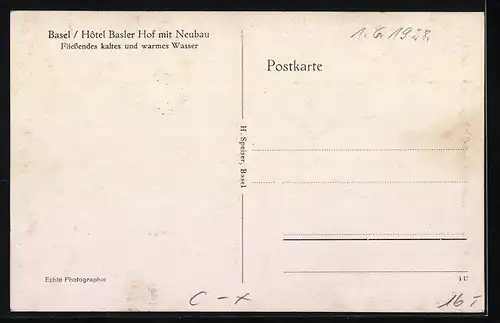 Basel / Hôtel Basler Hof mit Neubau
Fließendes kaltes und warmes Wasser
1. 6. 1928.
Postkarte
H. Speiser, Basel
Echte Photographie
C - x